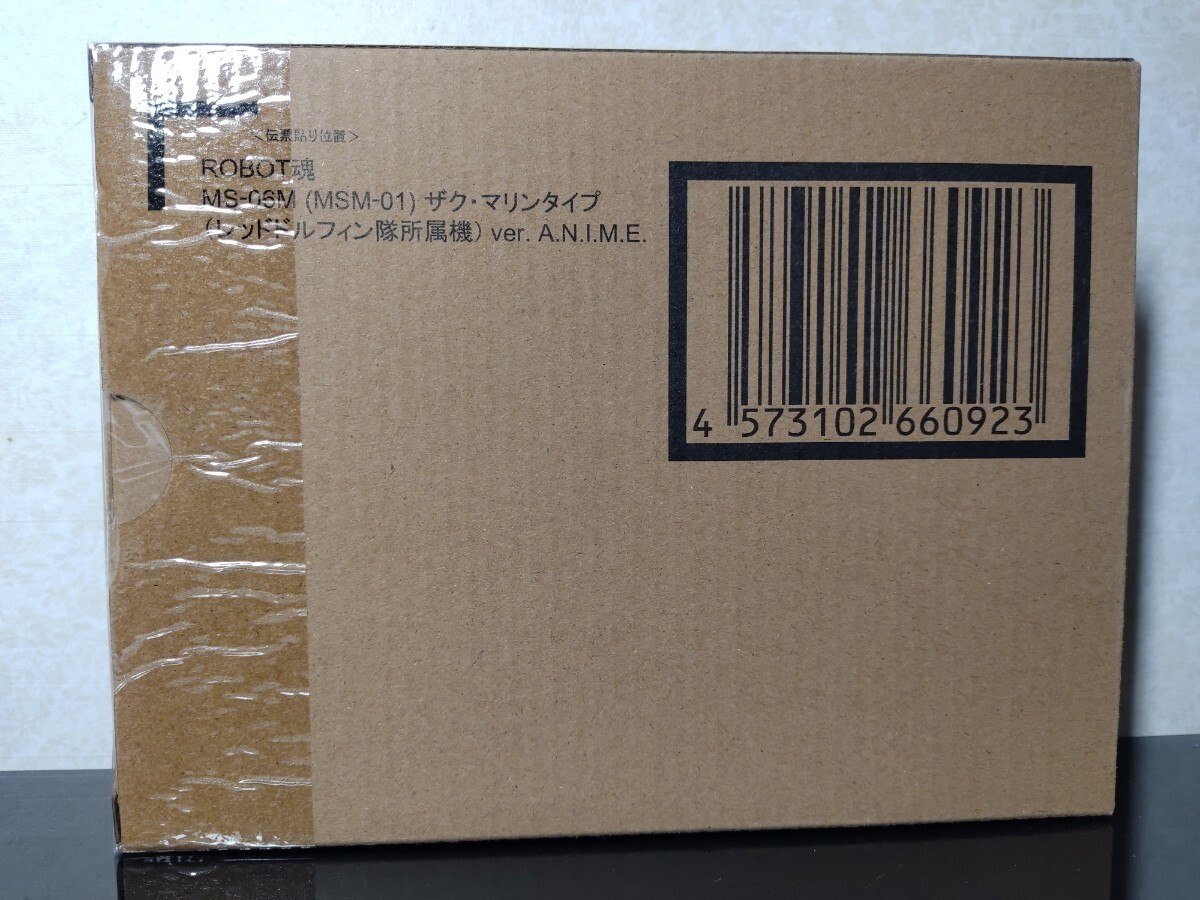 ＜伝票貼り位置＞
ROBOT魂
MS-06M (MSM-01) ザク・マリンタイプ
（レッドドルフィン隊所属機）ver. A.N.I.M.E.
4 573102 660923